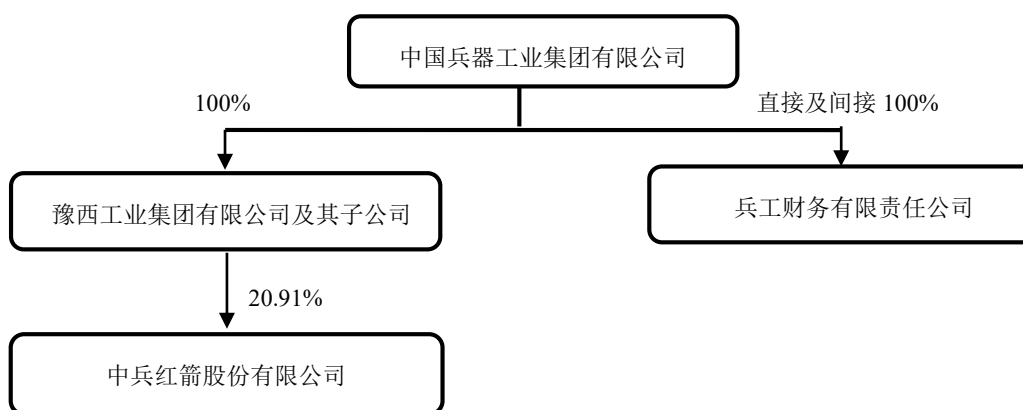 中国兵器工业集团有限公司
100%
直接及间接 100%
豫西工业集团有限公司及其子公司
兵工财务有限责任公司
20.91%
中兵红箭股份有限公司